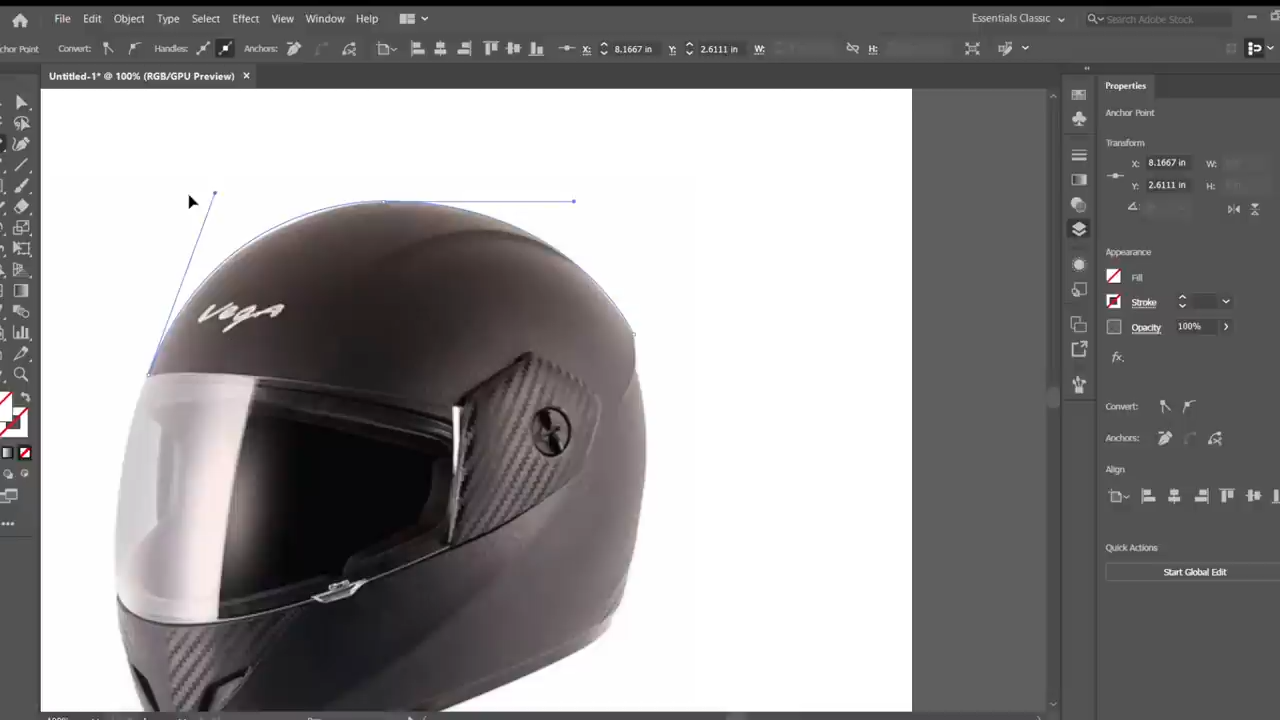 File Edit Object Type Select Effect View Window Help Essentials Classic Search Adobe Stock
chor Point Convert: Handles: Anchors: X: 8.1667 in Y: 2.6111 in W: H:
Untitled-1* @ 100% (RGB/GPU Preview)
Properties
Anchor Point
Transform
X: 8.1667 in W:
Y: 2.6111 in H:
Appearance
Fill
Stroke
Opacity 100%
fx.
Convert:
Anchors:
Align
Quick Actions
Start Global Edit
Vega